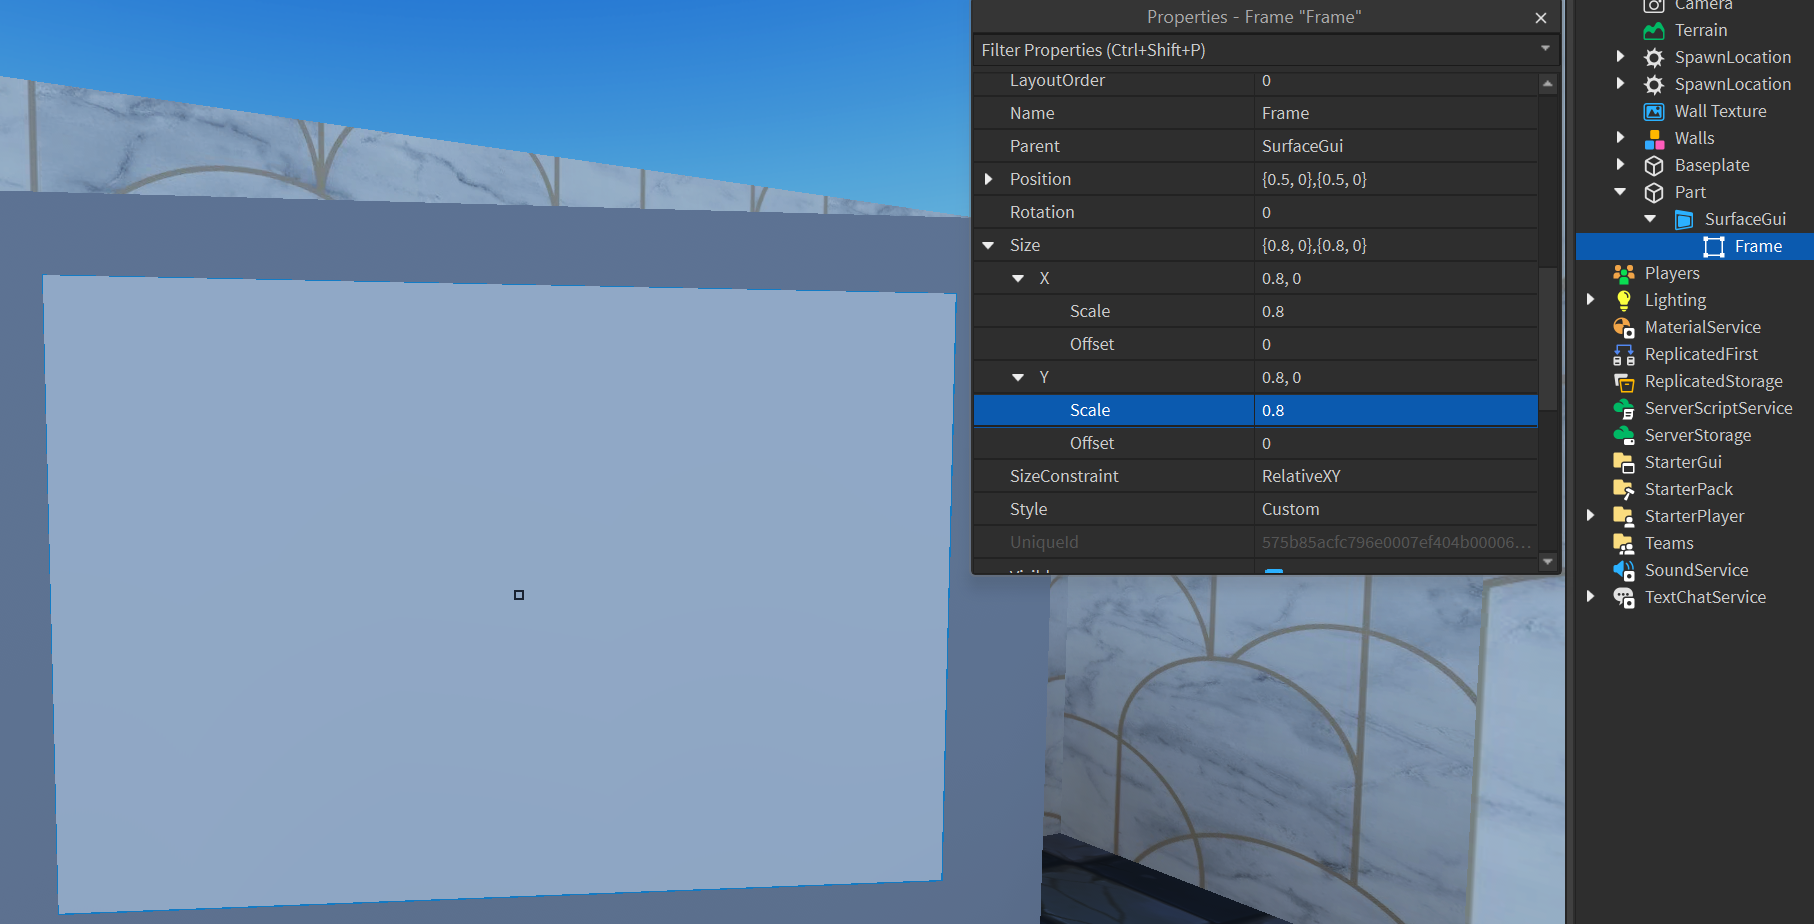 Properties - Frame "Frame"
Filter Properties (Ctrl+Shift+P)
LayoutOrder 0
Name Frame
Parent SurfaceGui
Position {0.5, 0},{0.5, 0}
Rotation 0
Size {0.8, 0},{0.8, 0}
X 0.8, 0
Scale 0.8
Offset 0
Y 0.8, 0
Scale 0.8
Offset 0
SizeConstraint RelativeXY
Style Custom
UniqueId 575b85acfc796e0007ef404b00006...
Camera
Terrain
SpawnLocation
SpawnLocation
Wall Texture
Walls
Baseplate
Part
SurfaceGui
Frame
Players
Lighting
MaterialService
ReplicatedFirst
ReplicatedStorage
ServerScriptService
ServerStorage
StarterGui
StarterPack
StarterPlayer
Teams
SoundService
TextChatService